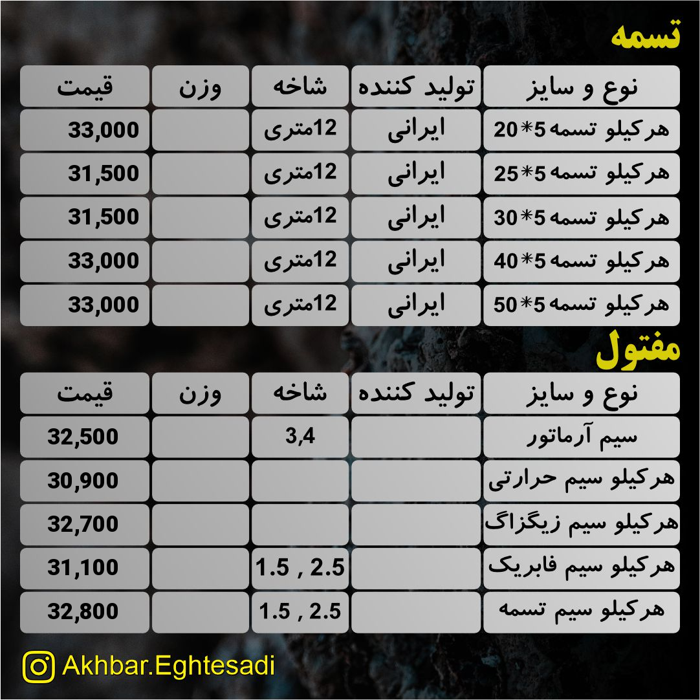 تسمه
نوع و سایز تولید کننده شاخه وزن قیمت
هرکیلو تسمه 5*20 ایرانی 12متری 33,000
هرکیلو تسمه 5*25 ایرانی 12متری 31,500
هرکیلو تسمه 5*30 ایرانی 12متری 31,500
هرکیلو تسمه 5*40 ایرانی 12متری 33,000
هرکیلو تسمه 5*50 ایرانی 12متری 33,000
مفتول
نوع و سایز تولید کننده شاخه وزن قیمت
سیم آرماتور 3,4 32,500
هرکیلو سیم حرارتی 30,900
هرکیلو سیم زیگزاگ 32,700
هرکیلو سیم فابریک 1.5 , 2.5 31,100
هرکیلو سیم تسمه 1.5 , 2.5 32,800
Akhbar.Eghtesadi